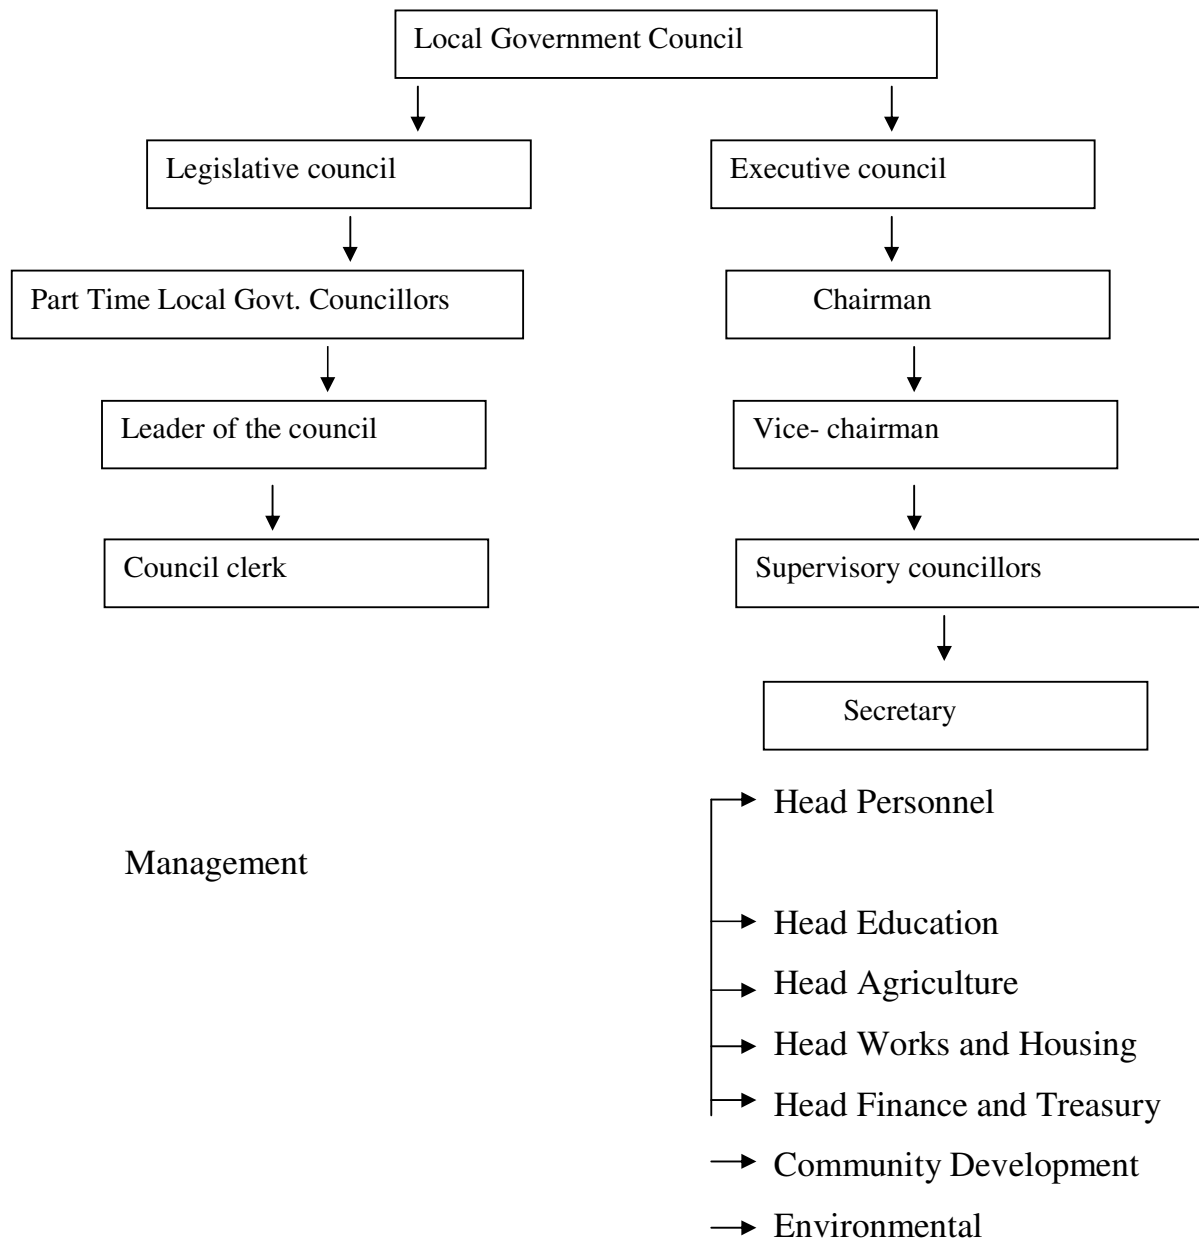 Local Government Council
Legislative council
Executive council
Part Time Local Govt. Councillors
Chairman
Leader of the council
Vice- chairman
Council clerk
Supervisory councillors
Secretary
Head Personnel
Management
Head Education
Head Agriculture
Head Works and Housing
Head Finance and Treasury
Community Development
Environmental